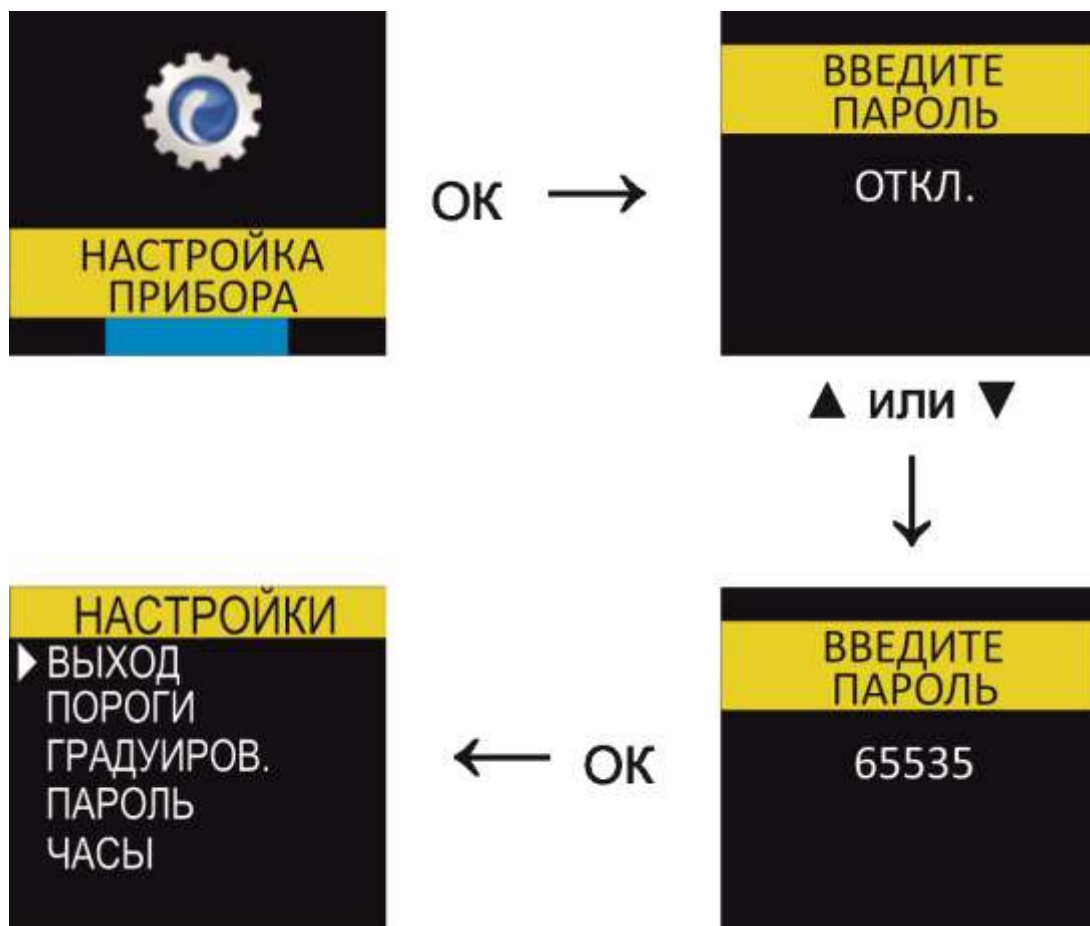 НАСТРОЙКА
ПРИБОРА
ОК →
ВВЕДИТЕ
ПАРОЛЬ
ОТКЛ.
▲ или ▼
↓
ВВЕДИТЕ
ПАРОЛЬ
65535
← ОК
НАСТРОЙКИ
ВЫХОД
ПОРОГИ
ГРАДУИРОВ.
ПАРОЛЬ
ЧАСЫ